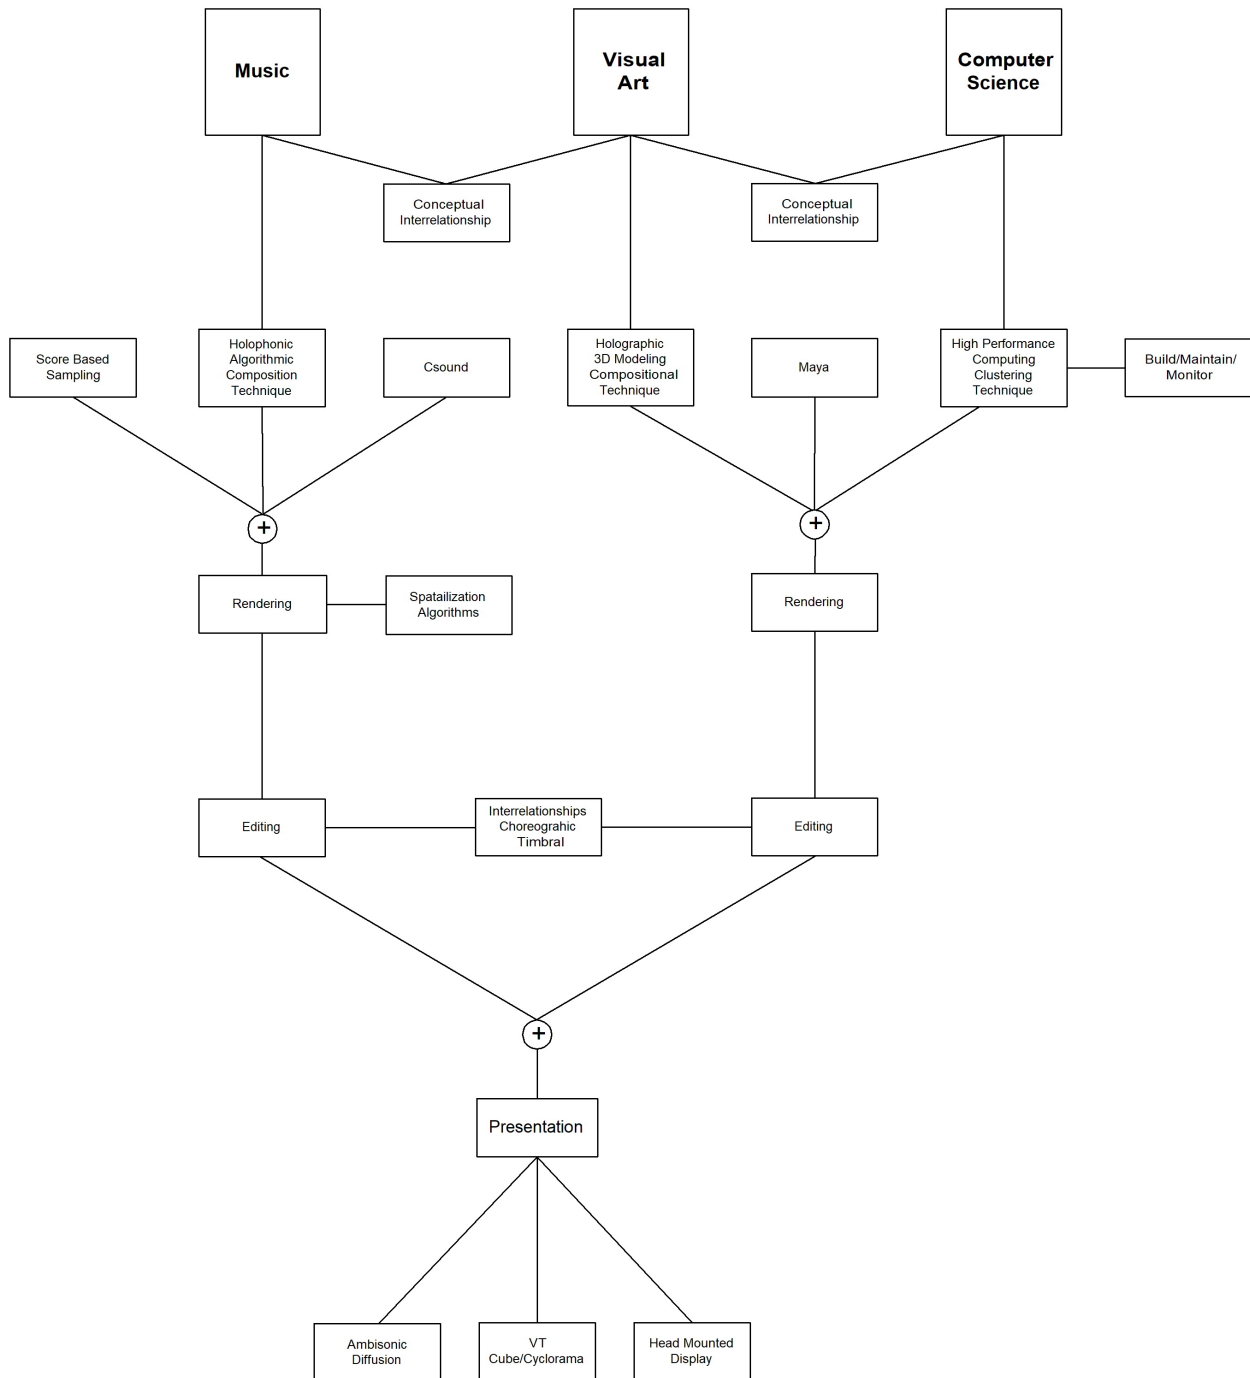 Music
Visual
Art
Computer
Science
Conceptual
Interrelationship
Conceptual
Interrelationship
Score Based
Sampling
Holophonic
Algorithmic
Composition
Technique
Csound
Holographic
3D Modeling
Compositional
Technique
Maya
High Performance
Computing
Clustering
Technique
Build/Maintain/
Monitor
+
+
Rendering
Spatailization
Algorithms
Rendering
Editing
Interrelationships
Choreograhic
Timbral
Editing
+
Presentation
Ambisonic
Diffusion
VT
Cube/Cyclorama
Head Mounted
Display